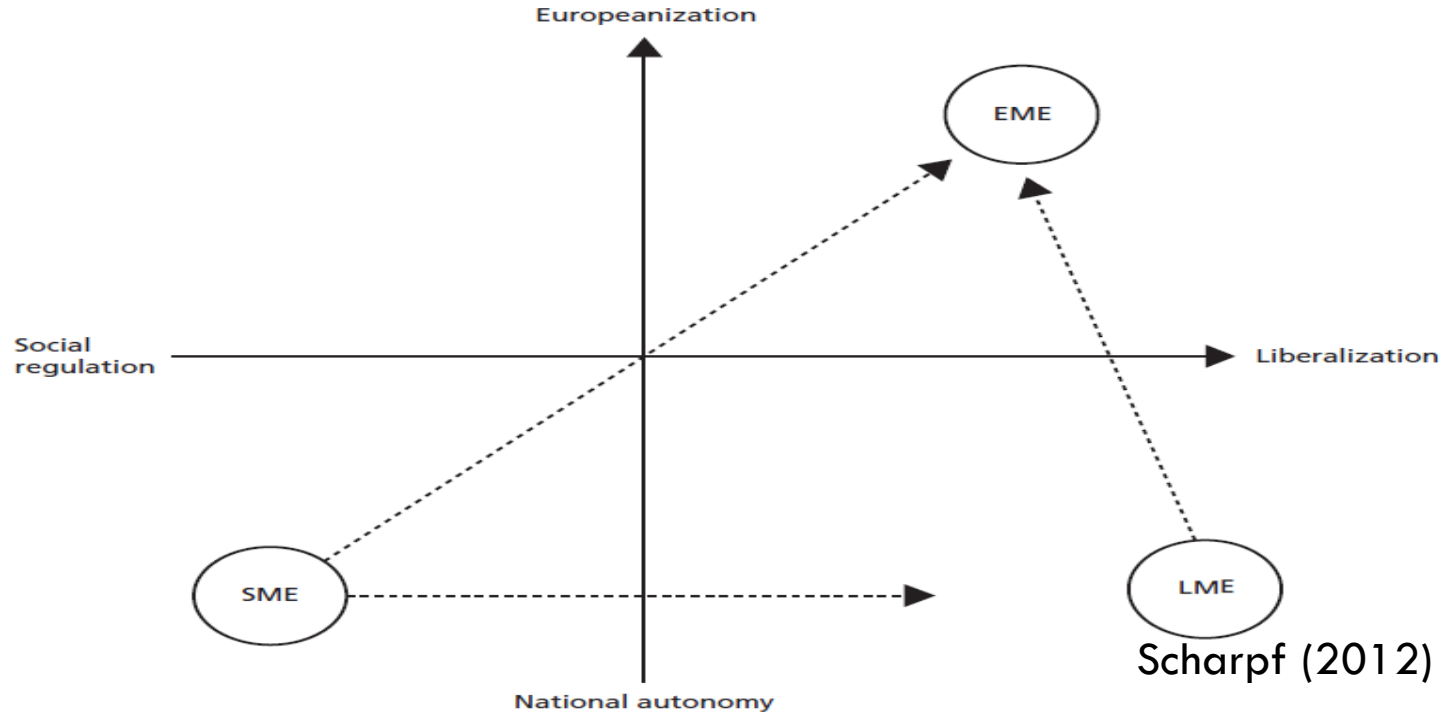 Europeanization
EME
Social
regulation
Liberalization
SME
LME
Scharpf (2012)
National autonomy